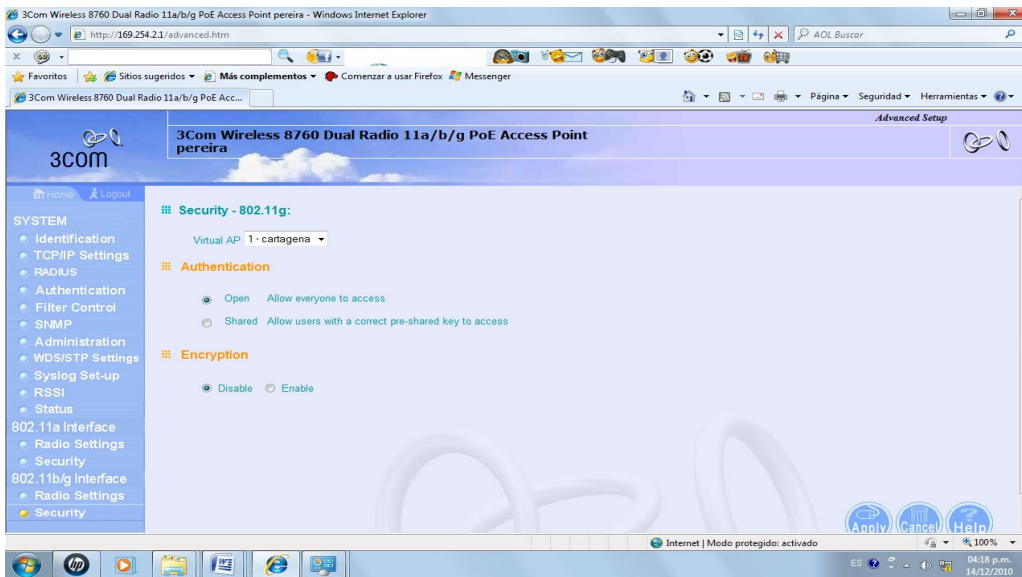 3Com Wireless 8760 Dual Radio 11a/b/g PoE Access Point pereira - Windows Internet Explorer
http://169.254.2.1/advanced.htm
AOL Buscar
Favoritos
Sitios sugeridos
Más complementos
Comenzar a usar Firefox
Messenger
3Com Wireless 8760 Dual Radio 11a/b/g PoE Acc...
Página
Seguridad
Herramientas
Advanced Setup
3COM
3Com Wireless 8760 Dual Radio 11a/b/g PoE Access Point
pereira
Home
Logout
SYSTEM
Identification
TCP/IP Settings
RADIUS
Authentication
Filter Control
SNMP
Administration
WDS/STP Settings
Syslog Set-up
RSSI
Status
802.11a Interface
Radio Settings
Security
802.11b/g Interface
Radio Settings
Security
Security - 802.11g:
Virtual AP 1 - cartagena
Authentication
Open Allow everyone to access
Shared Allow users with a correct pre-shared key to access
Encryption
Disable Enable
Apply Cancel Help
Internet | Modo protegido: activado
100%
hp
ES
04:18 p.m.
14/12/2010